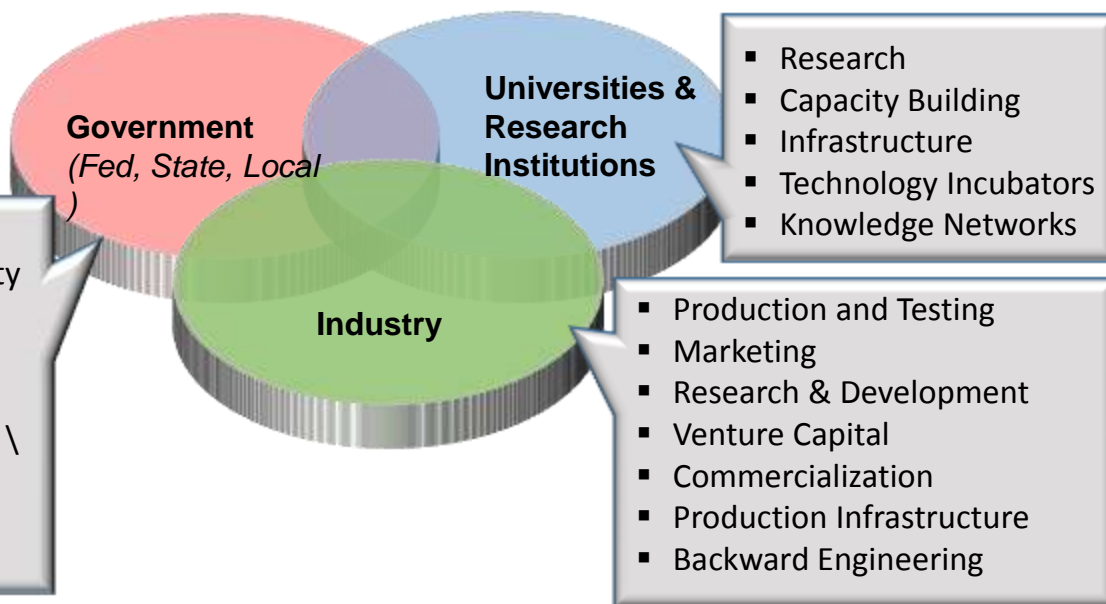 Government
(Fed, State, Local
)
Universities &
Research
Institutions
Industry
▪ Research
▪ Capacity Building
▪ Infrastructure
▪ Technology Incubators
▪ Knowledge Networks
ty
\
▪ Production and Testing
▪ Marketing
▪ Research & Development
▪ Venture Capital
▪ Commercialization
▪ Production Infrastructure
▪ Backward Engineering